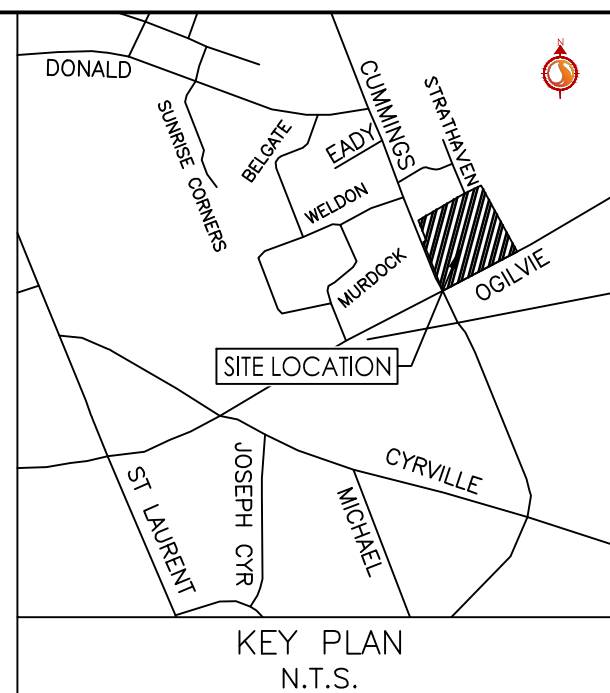 N
DONALD
CUMMINGS
STRATHAVEN
SUNRISE CORNERS
BELGATE
EADY
WELDON
MURDOCK
OGILVIE
SITE LOCATION
ST LAURENT
JOSEPH CYR
MICHAEL
CYRVILLE
KEY PLAN
N.T.S.